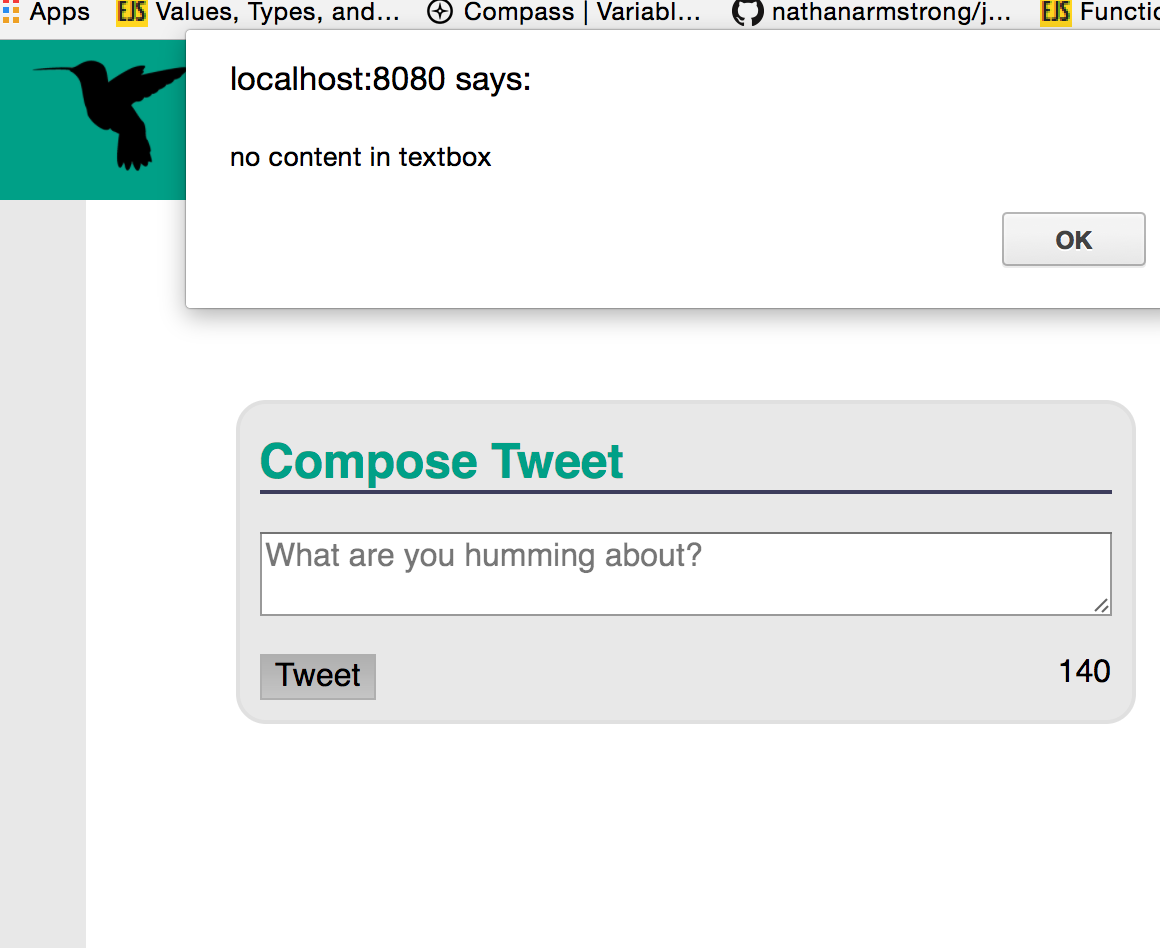 Apps EJS Values, Types, and... Compass | Variabl... nathanarmstrong/j... EJS Functio
localhost:8080 says:
no content in textbox
OK
Compose Tweet
What are you humming about?
Tweet 140